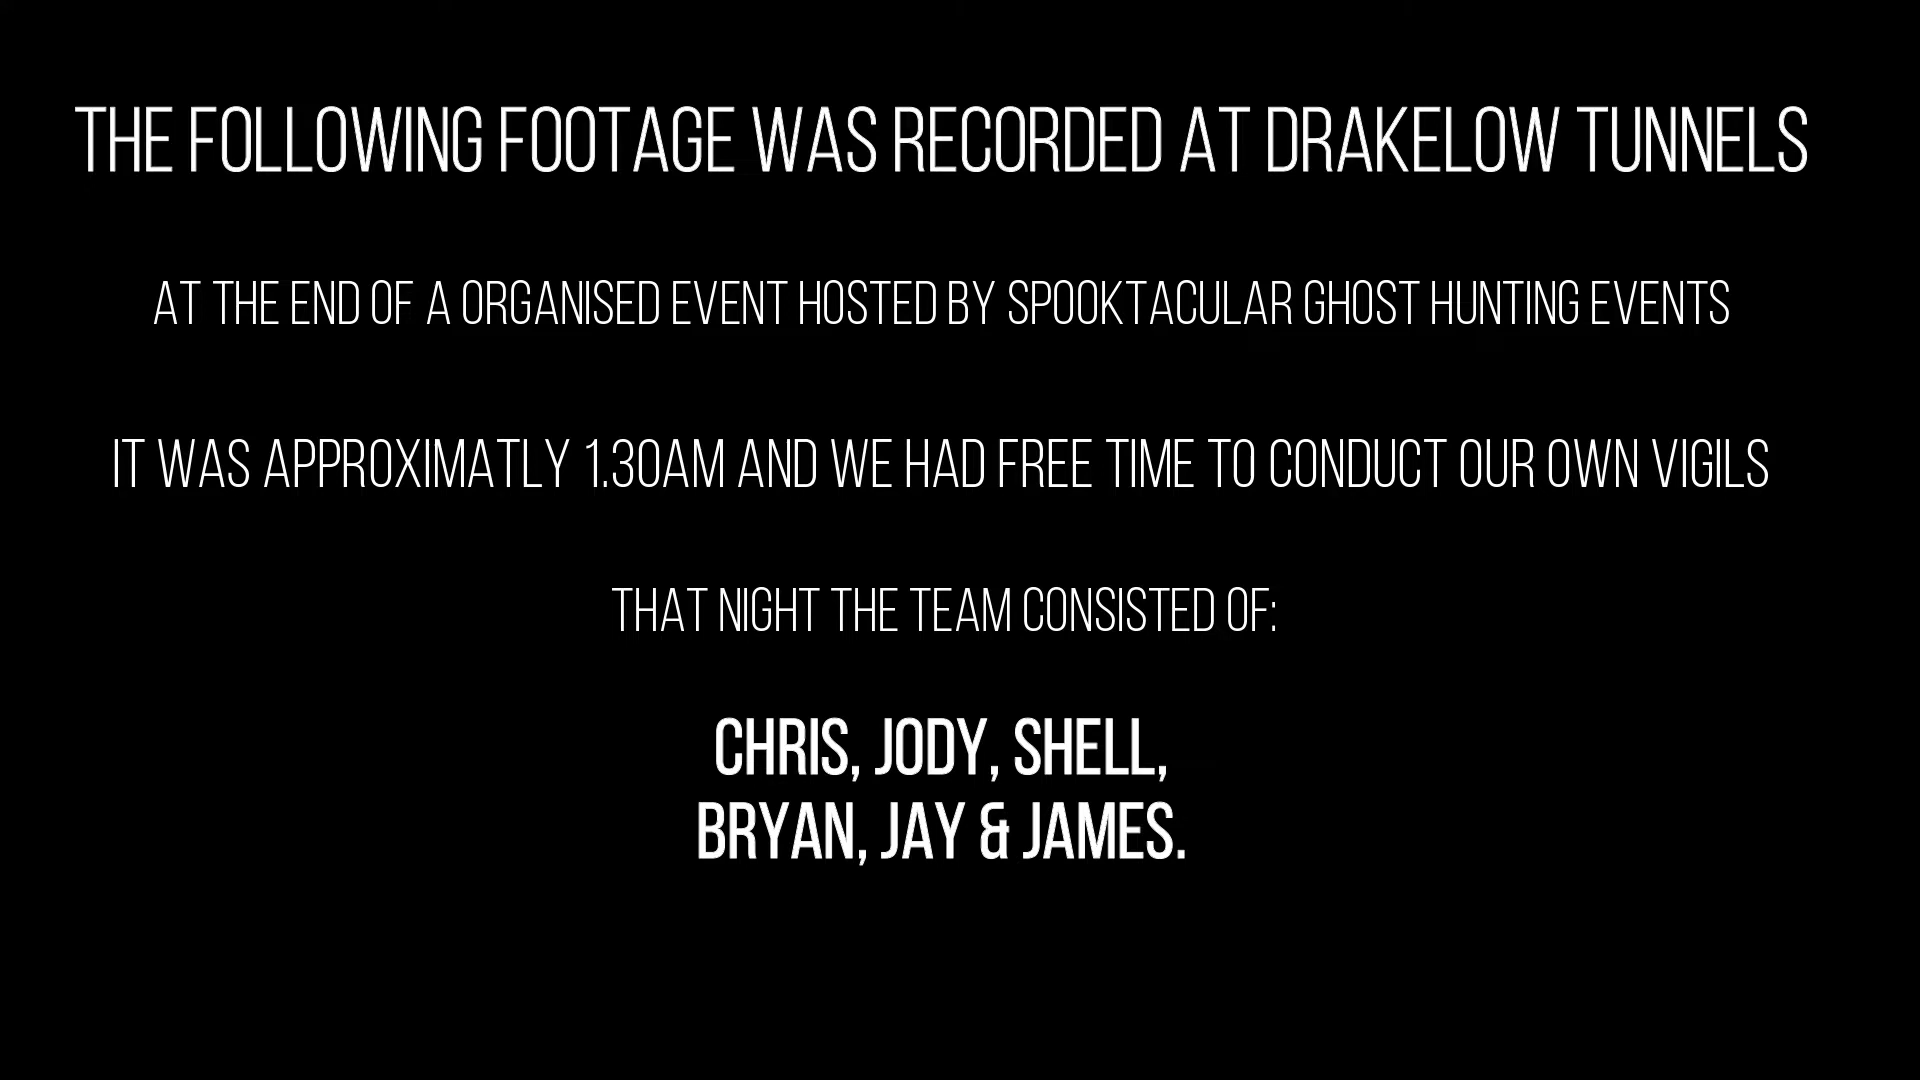 THE FOLLOWING FOOTAGE WAS RECORDED AT DRAKELOW TUNNELS
AT THE END OF A ORGANISED EVENT HOSTED BY SPOOKTACULAR GHOST HUNTING EVENTS
IT WAS APPROXIMATLY 1.30AM AND WE HAD FREE TIME TO CONDUCT OUR OWN VIGILS
THAT NIGHT THE TEAM CONSISTED OF:
CHRIS, JODY, SHELL,
BRYAN, JAY & JAMES.